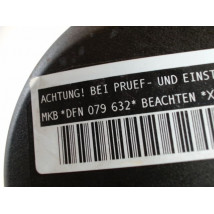 ACHTUNG! BEI PRUEF- UND EINST
MKB *DFN 079 632* BEACHTEN *X